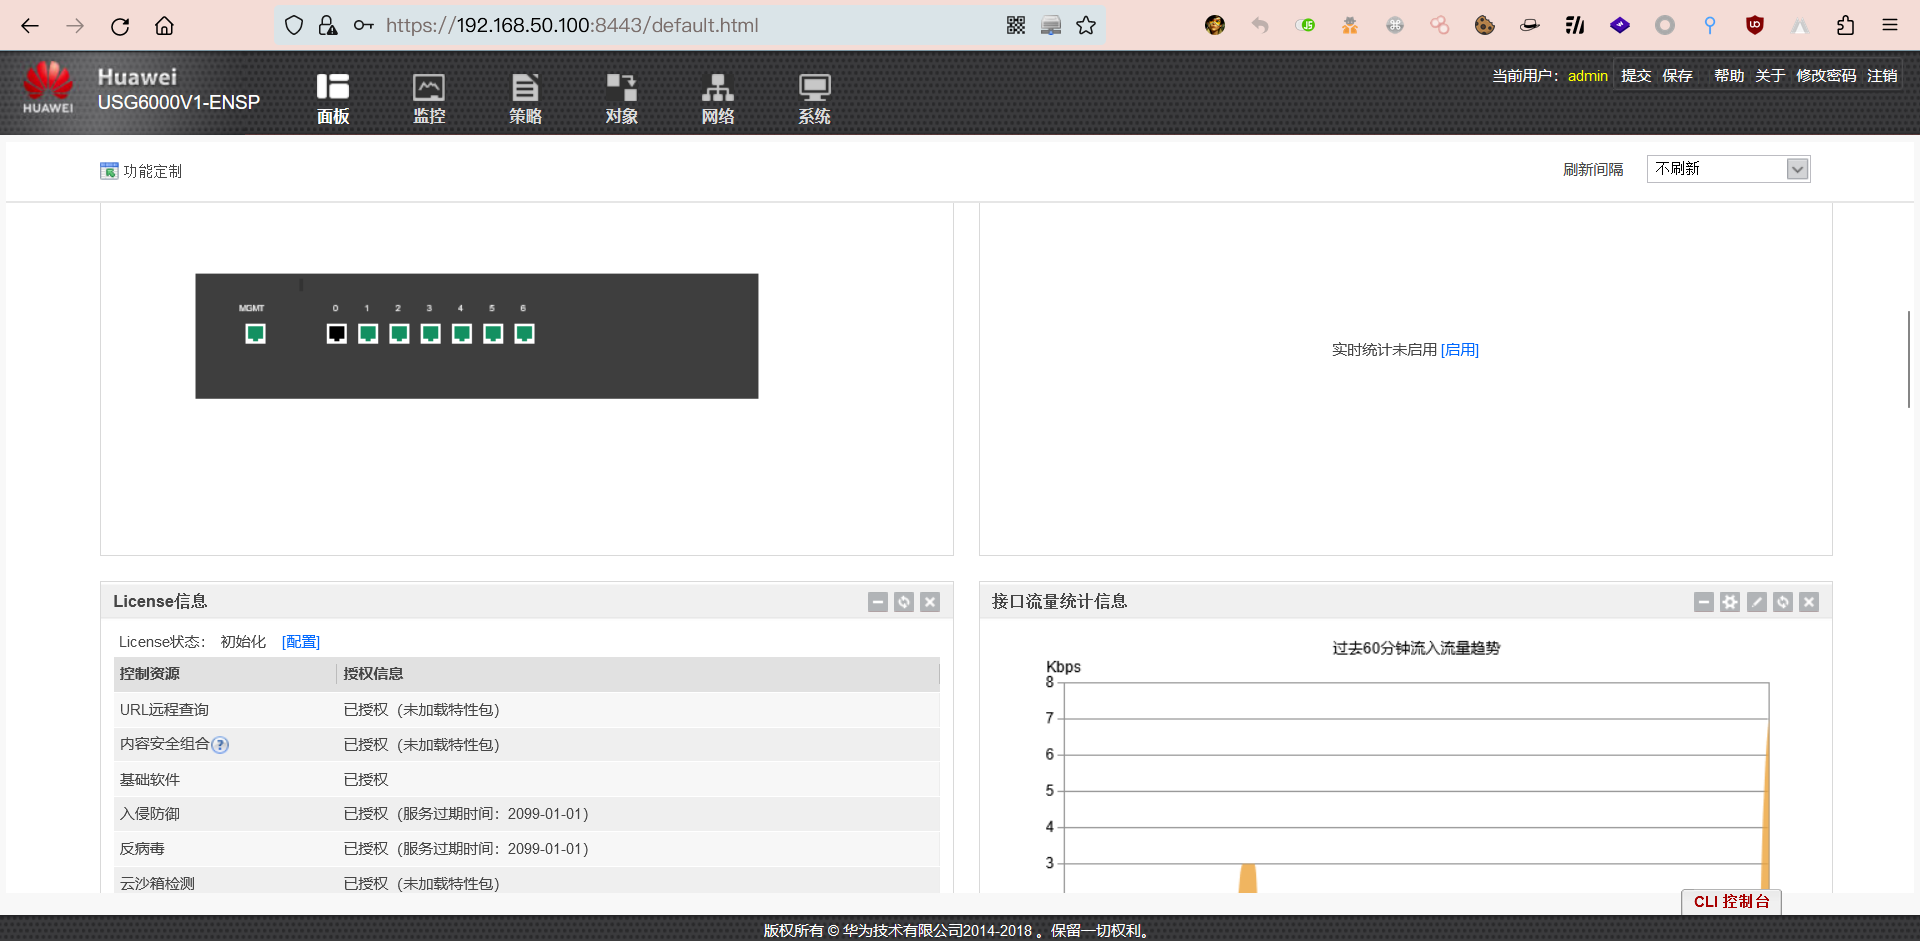 https://192.168.50.100:8443/default.html
HUAWEI
Huawei
USG6000V1-ENSP
面板
监控
策略
对象
网络
系统
当前用户： admin 提交 保存 帮助 关于 修改密码 注销
功能定制
刷新间隔 不刷新
MGMT 0 1 2 3 4 5 6
实时统计未启用 [启用]
License信息
License状态： 初始化 [配置]
控制资源 授权信息
URL远程查询 已授权（未加载特性包）
内容安全组合 ? 已授权（未加载特性包）
基础软件 已授权
入侵防御 已授权（服务过期时间：2099-01-01）
反病毒 已授权（服务过期时间：2099-01-01）
云沙箱检测 已授权（未加载特性包）
接口流量统计信息
过去60分钟流入流量趋势
Kbps
8
7
6
5
4
3
CLI 控制台
版权所有 © 华为技术有限公司2014-2018 。保留一切权利。